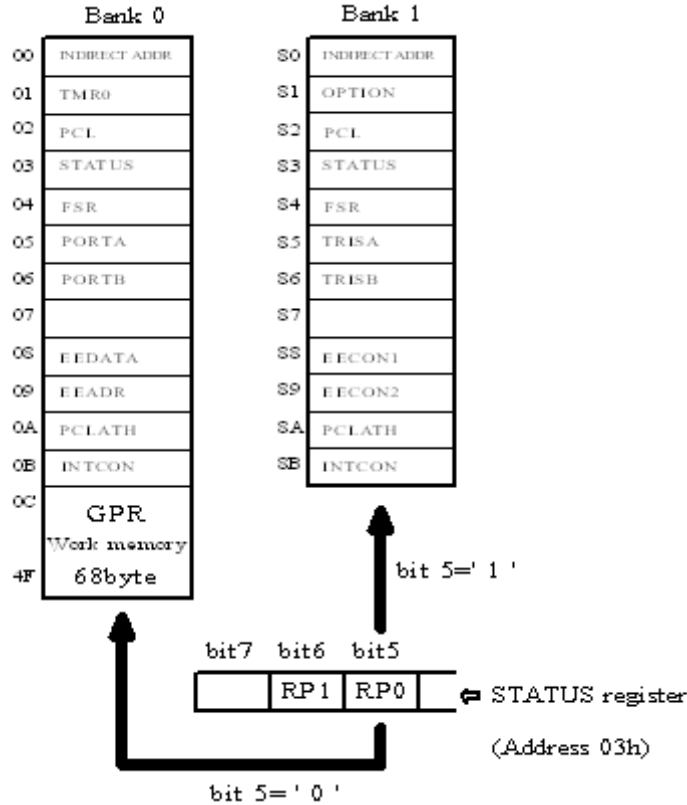 Bank 0
Bank 1
00 INDIRECT ADDR 80 INDIRECT ADDR
01 TMR0 81 OPTION
02 PCL 82 PCL
03 STATUS 83 STATUS
04 FSR 84 FSR
05 PORTA 85 TRISA
06 PORTB 86 TRISB
07 87
08 EEDATA 88 EECON1
09 EEADR 89 EECON2
0A PCLATH 8A PCLATH
0B INTCON 8B INTCON
0C GPR
Work memory
4F 68byte
bit 5=' 1 '
bit7 bit6 bit5
RP1 RP0 ⇦ STATUS register
(Address 03h)
bit 5=' 0 '